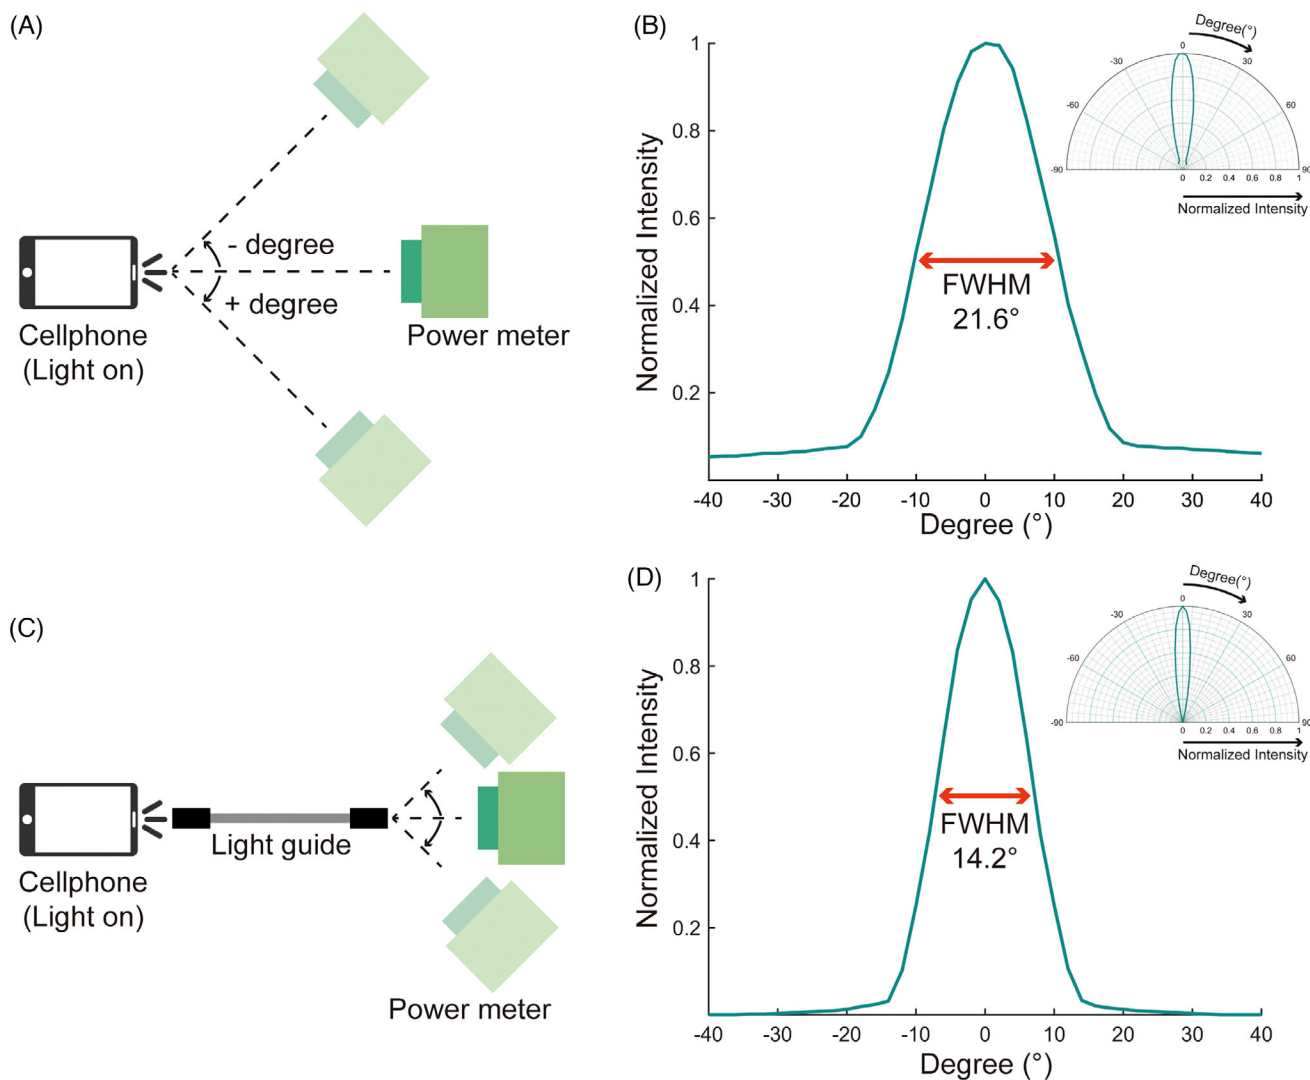 (A)
- degree
+ degree
Cellphone
(Light on)
Power meter
(B)
Normalized Intensity
1
0.8
0.6
0.4
0.2
FWHM
21.6°
-40 -30 -20 -10 0 10 20 30 40
Degree (°)
Degree(°)
0
-30 30
-60 60
-90 0 0.2 0.4 0.6 0.8 1 90
Normalized Intensity
(C)
Cellphone
(Light on)
Light guide
Power meter
(D)
Normalized Intensity
1
0.8
0.6
0.4
0.2
FWHM
14.2°
-40 -30 -20 -10 0 10 20 30 40
Degree (°)
Degree(°)
0
-30 30
-60 60
-90 0 0.2 0.4 0.6 0.8 1 90
Normalized Intensity